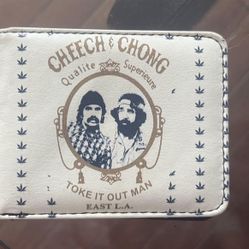 CHEECH & CHONG
Qualite Superieure
TOKE IT OUT MAN
EAST L.A.